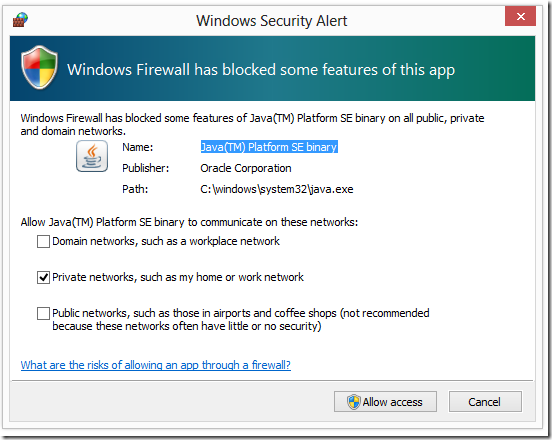 Windows Security Alert
Windows Firewall has blocked some features of this app
Windows Firewall has blocked some features of Java(TM) Platform SE binary on all public, private
and domain networks.
Name: Java(TM) Platform SE binary
Publisher: Oracle Corporation
Path: C:\windows\system32\java.exe
Allow Java(TM) Platform SE binary to communicate on these networks:
Domain networks, such as a workplace network
Private networks, such as my home or work network
Public networks, such as those in airports and coffee shops (not recommended
because these networks often have little or no security)
What are the risks of allowing an app through a firewall?
Allow access Cancel